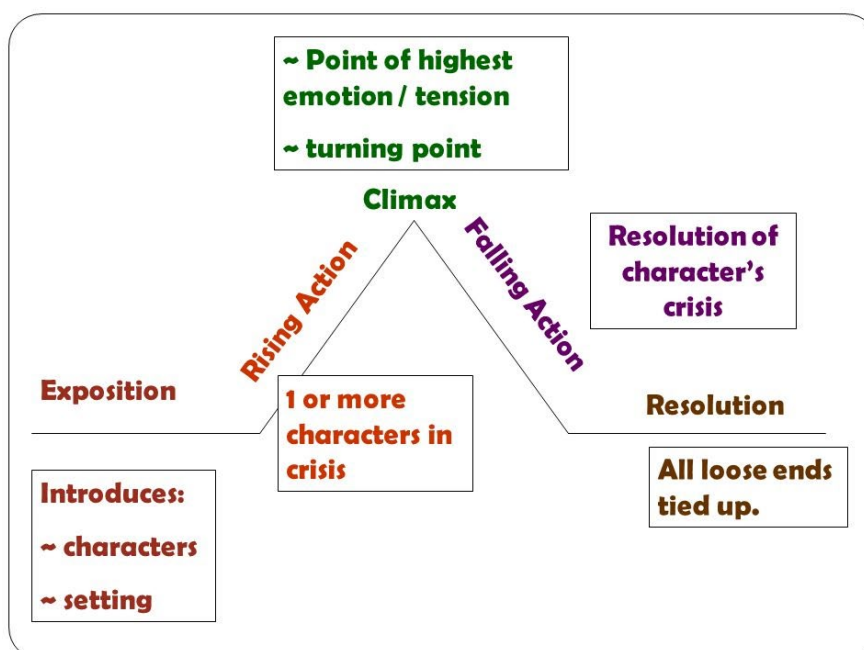 ~ Point of highest
emotion / tension
~ turning point
Climax
Rising Action
Falling Action
Resolution of
character's
crisis
Exposition
1 or more
characters in
crisis
Resolution
Introduces:
~ characters
~ setting
All loose ends
tied up.